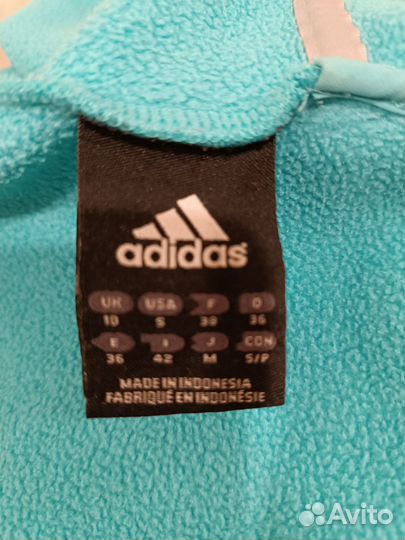 adidas
UK USA F D
10 S 38 36
E I J CDN
36 42 M S/P
MADE IN INDONESIA
FABRIQUÉ EN INDONÉSIE
Avito